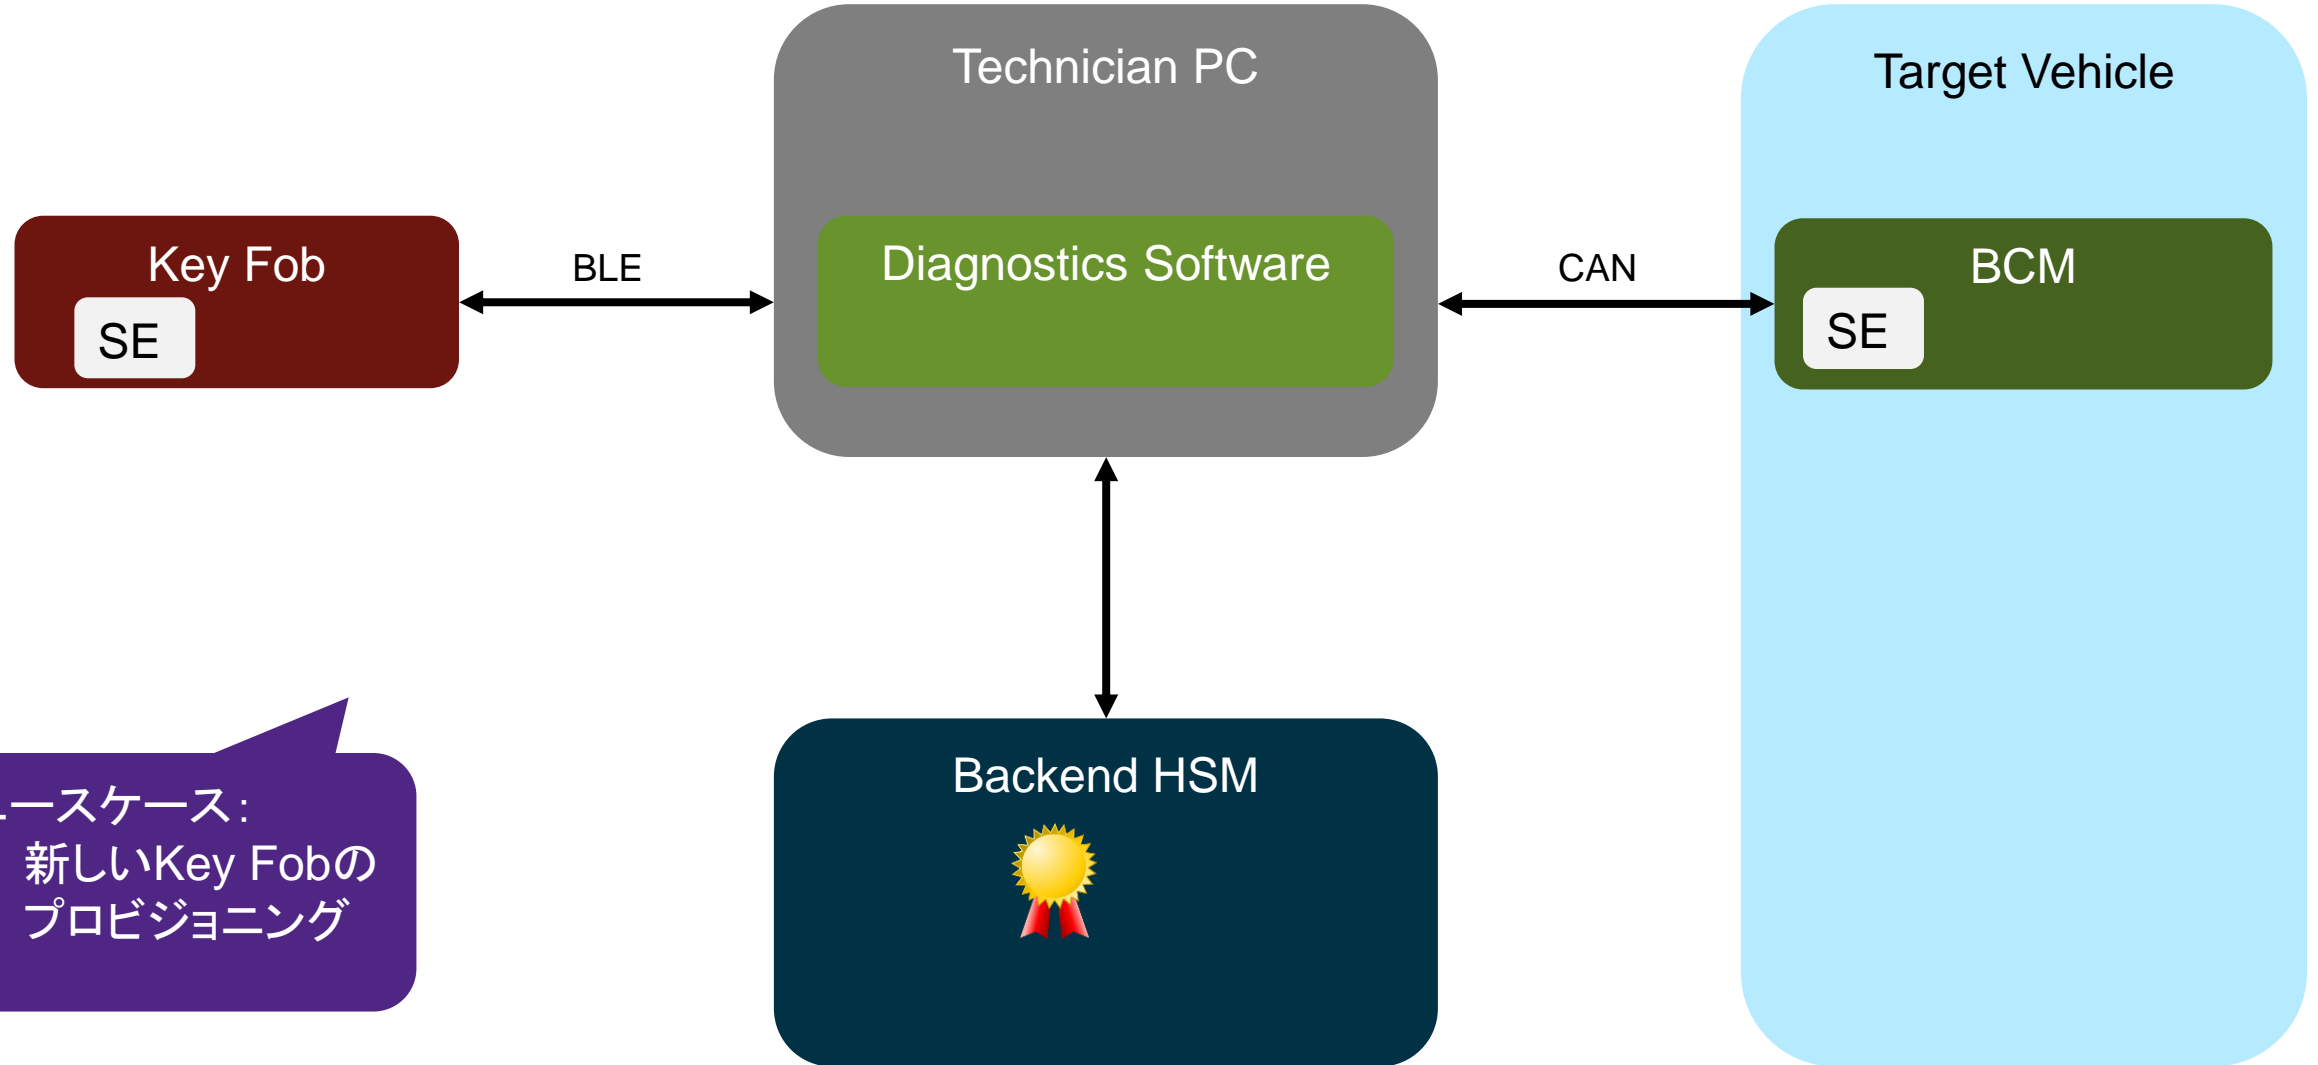 Technician PC
Target Vehicle
Key Fob
SE
BLE
Diagnostics Software
CAN
BCM
SE
Backend HSM
ースケース:
新しいKey Fobの
プロビジョニング